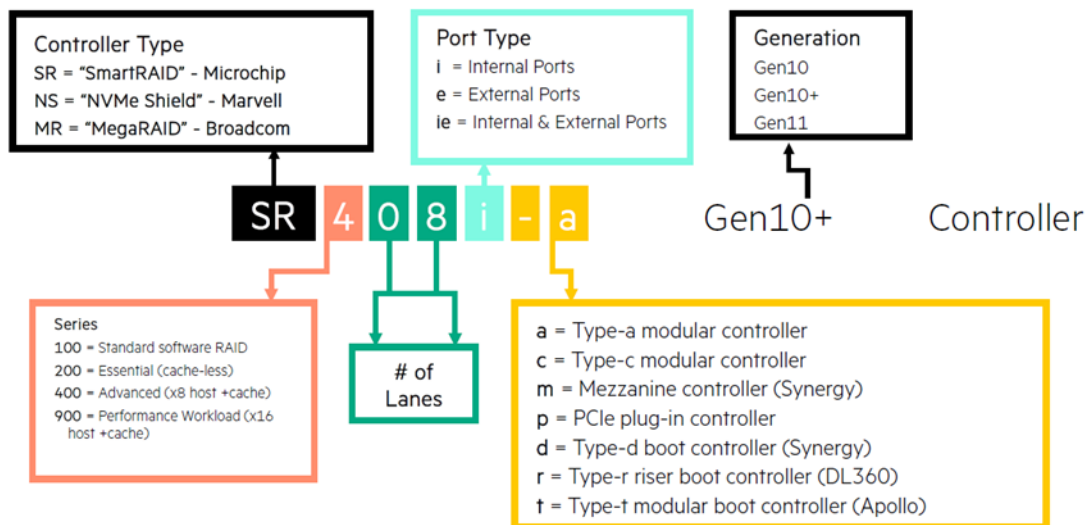 Controller Type
SR = “SmartRAID” - Microchip
NS = “NVMe Shield” - Marvell
MR = “MegaRAID” - Broadcom
Port Type
i = Internal Ports
e = External Ports
ie = Internal & External Ports
Generation
Gen10
Gen10+
Gen11
SR 4 0 8 i - a Gen10+ Controller
Series
100 = Standard software RAID
200 = Essential (cache-less)
400 = Advanced (x8 host +cache)
900 = Performance Workload (x16
host +cache)
# of
Lanes
a = Type-a modular controller
c = Type-c modular controller
m = Mezzanine controller (Synergy)
p = PCIe plug-in controller
d = Type-d boot controller (Synergy)
r = Type-r riser boot controller (DL360)
t = Type-t modular boot controller (Apollo)